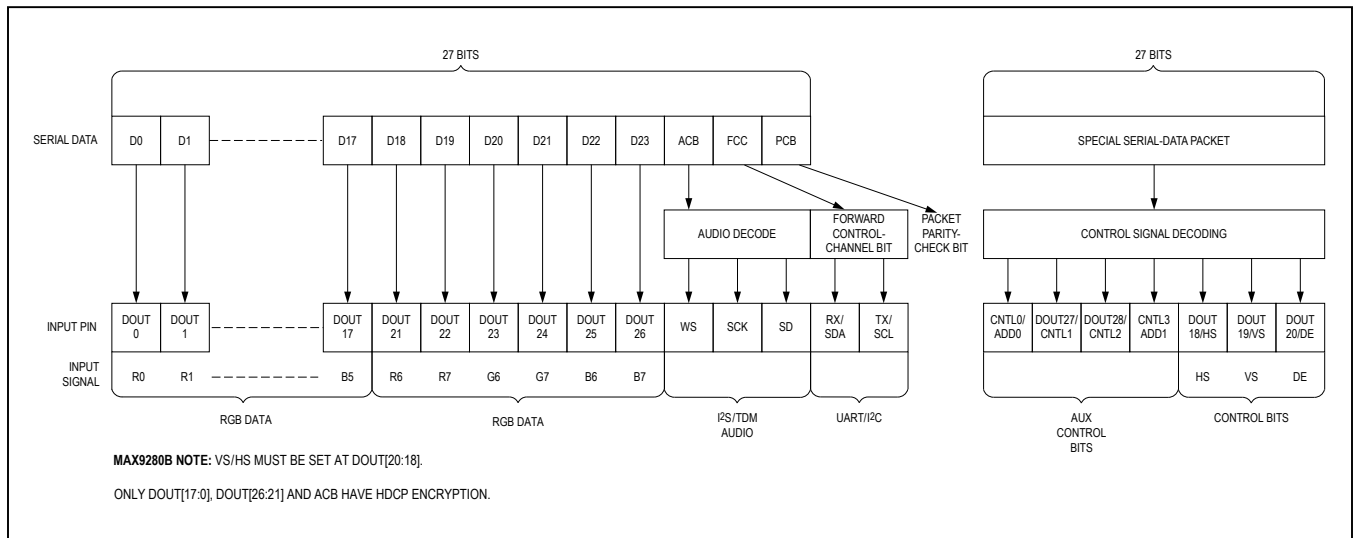 27 BITS 27 BITS
SERIAL DATA D0 D1 D17 D18 D19 D20 D21 D22 D23 ACB FCC PCB SPECIAL SERIAL-DATA PACKET
AUDIO DECODE FORWARD CONTROL-CHANNEL BIT PACKET PARITY-CHECK BIT CONTROL SIGNAL DECODING
INPUT PIN DOUT 0 DOUT 1 DOUT 17 DOUT 21 DOUT 22 DOUT 23 DOUT 24 DOUT 25 DOUT 26 WS SCK SD RX/SDA TX/SCL CNTL0/ADD0 DOUT27/CNTL1 DOUT28/CNTL2 CNTL3 ADD1 DOUT 18/HS DOUT 19/VS DOUT 20/DE
INPUT SIGNAL R0 R1 B5 R6 R7 G6 G7 B6 B7 HS VS DE
RGB DATA RGB DATA I2S/TDM AUDIO UART/I2C AUX CONTROL BITS CONTROL BITS
MAX9280B NOTE: VS/HS MUST BE SET AT DOUT[20:18].
ONLY DOUT[17:0], DOUT[26:21] AND ACB HAVE HDCP ENCRYPTION.